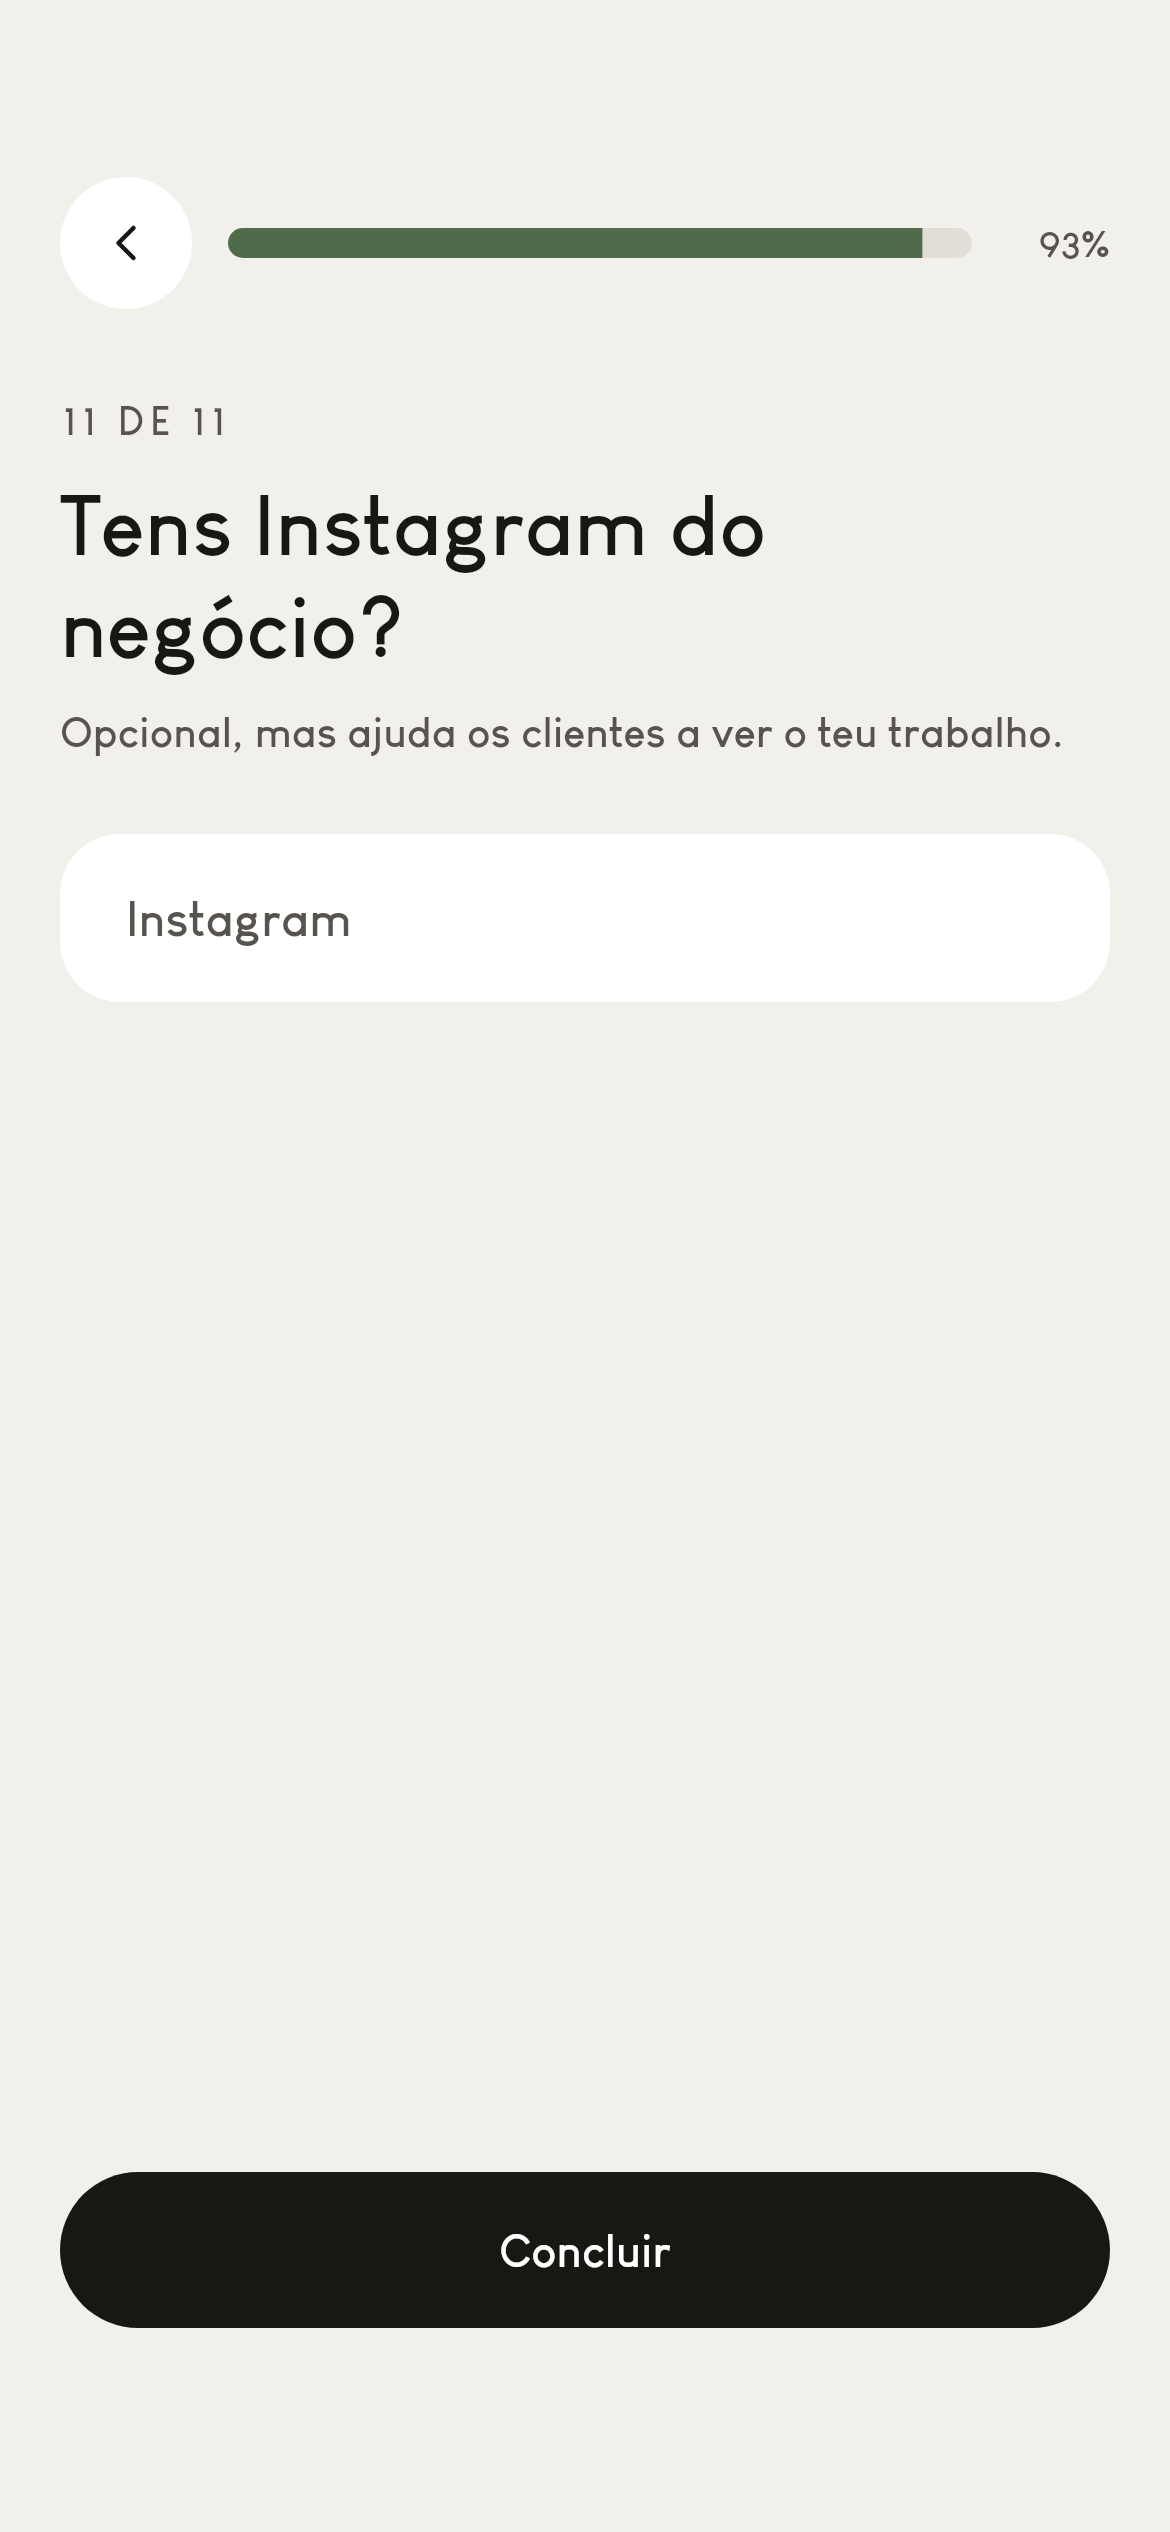 93%
11 DE 11
Tens Instagram do
negócio?
Opcional, mas ajuda os clientes a ver o teu trabalho.
Instagram
Concluir